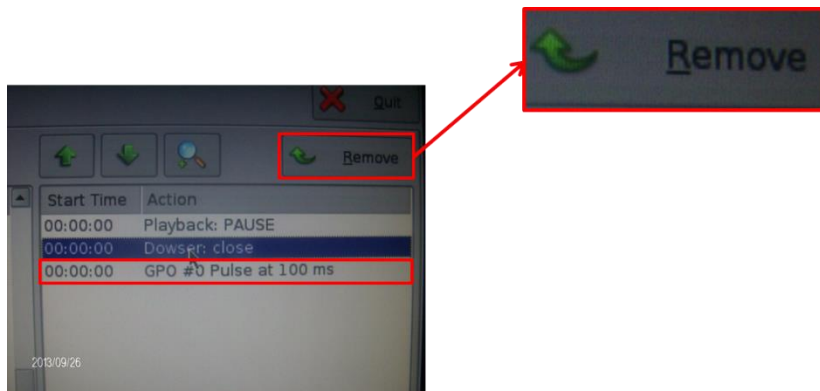 Remove
Quit
Remove
Start Time Action
00:00:00 Playback: PAUSE
00:00:00 Dowser: close
00:00:00 GPO #0 Pulse at 100 ms
2013/09/26